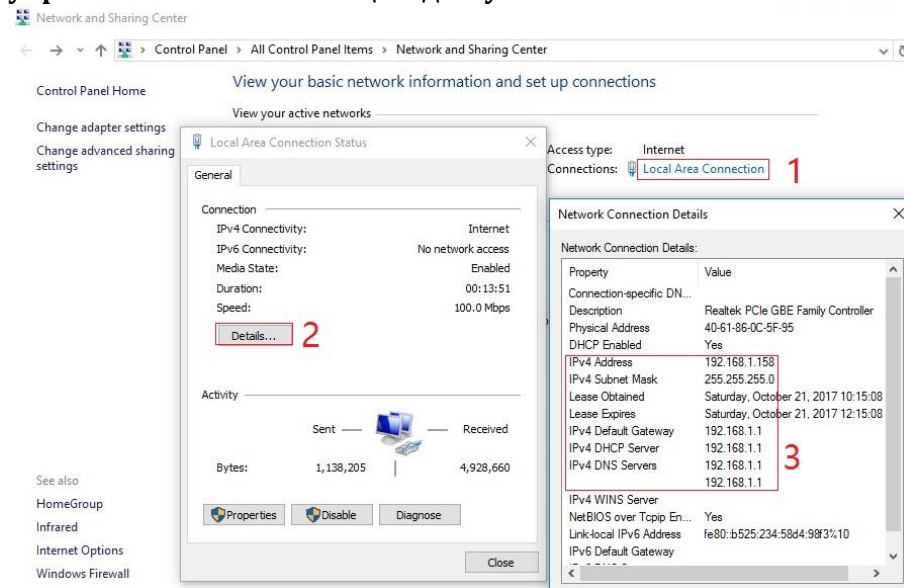 Network and Sharing Center
Control Panel > All Control Panel Items > Network and Sharing Center
Control Panel Home
Change adapter settings
Change advanced sharing
settings
View your basic network information and set up connections
View your active networks
Access type: Internet
Connections: Local Area Connection 1
Local Area Connection Status
General
Connection
IPv4 Connectivity: Internet
IPv6 Connectivity: No network access
Media State: Enabled
Duration: 00:13:51
Speed: 100.0 Mbps
Details... 2
Activity
Sent — — Received
Bytes: 1,138,205 4,928,660
Properties Disable Diagnose
Close
Network Connection Details
Network Connection Details:
Property Value
Connection-specific DN...
Description Realtek PCIe GBE Family Controller
Physical Address 40-61-86-0C-5F-95
DHCP Enabled Yes
IPv4 Address 192.168.1.158
IPv4 Subnet Mask 255.255.255.0
Lease Obtained Saturday, October 21, 2017 10:15:08
Lease Expires Saturday, October 21, 2017 12:15:08
IPv4 Default Gateway 192.168.1.1
IPv4 DHCP Server 192.168.1.1
IPv4 DNS Servers 192.168.1.1
192.168.1.1
3
IPv4 WINS Server
NetBIOS over Tcpip En... Yes
Link-local IPv6 Address fe80::b525:234:58d4:98f3%10
IPv6 Default Gateway
See also
HomeGroup
Infrared
Internet Options
Windows Firewall